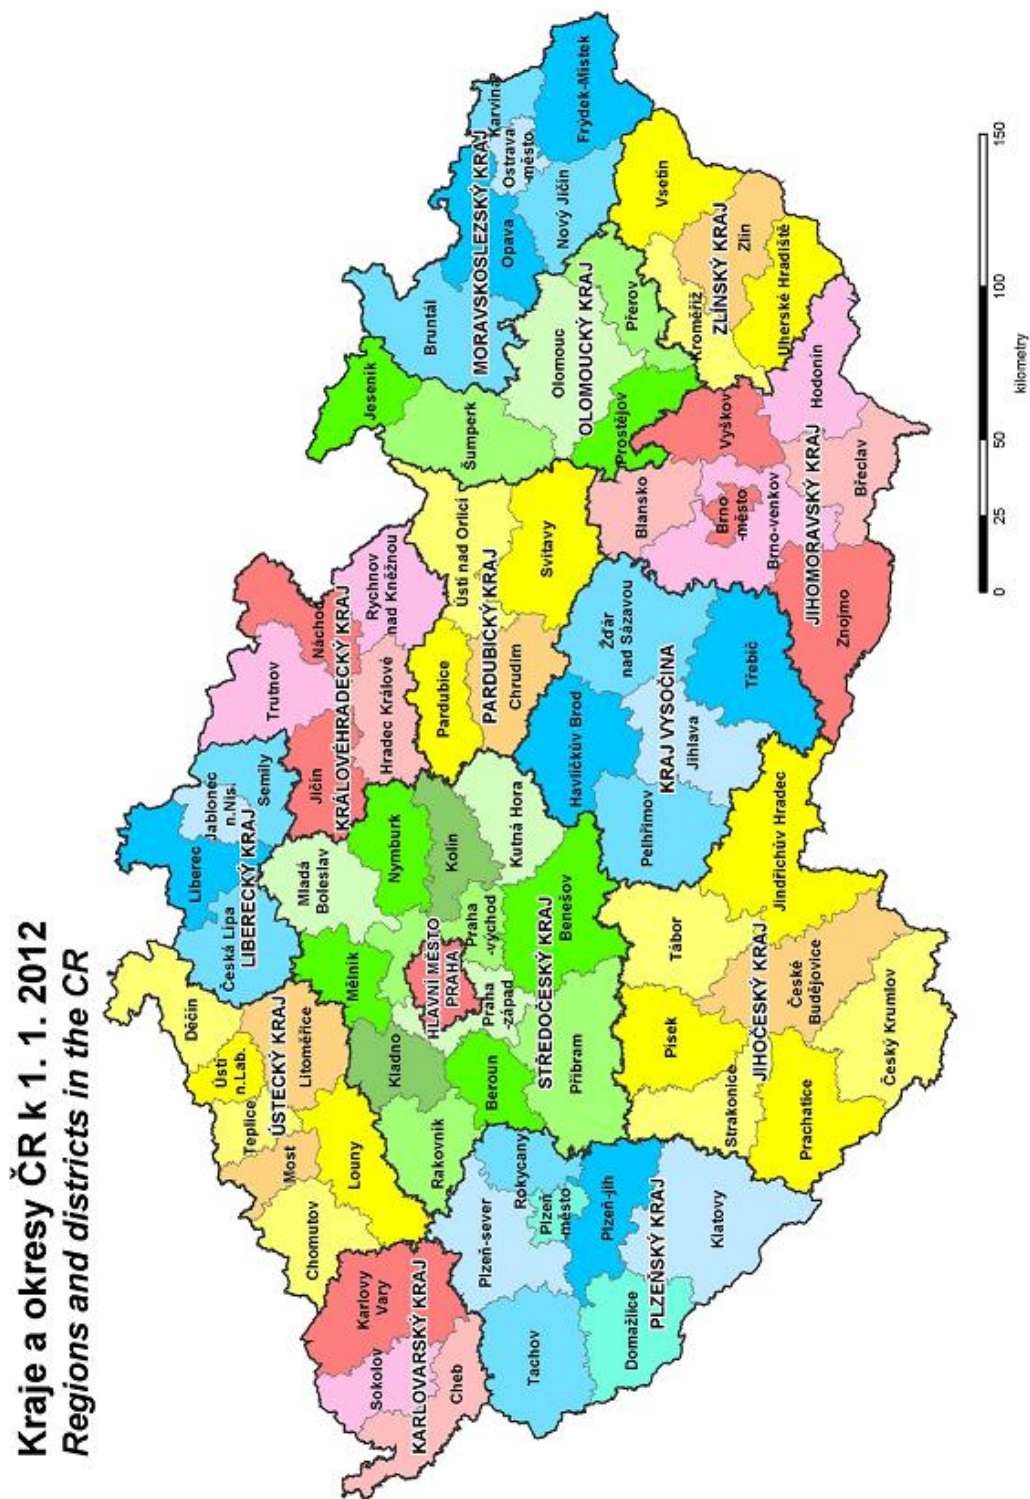 Kraje a okresy ČR k 1. 1. 2012
Regions and districts in the CR
Děčín
Liberec
Jablonec
n.Nis.
Česká Lípa
Semily
LIBERECKÝ KRAJ
Ústí
n.Lab.
Teplice
ÚSTECKÝ KRAJ
Litoměřice
Most
Chomutov
Louny
Trutnov
Náchod
Jičín
KRÁLOVÉHRADECKÝ KRAJ
Rychnov
nad Kněžnou
Hradec Králové
Mladá
Boleslav
Mělník
Nymburk
Kladno
Rakovník
HLAVNÍ MĚSTO
PRAHA
Kolín
Praha
-východ
Praha
-západ
Beroun
Kutná Hora
STŘEDOČESKÝ KRAJ
Benešov
Příbram
Karlovy
Vary
Sokolov
KARLOVARSKÝ KRAJ
Cheb
Plzeň-sever
Rokycany
Plzeň
-město
Tachov
Plzeň-jih
Domažlice
PLZEŇSKÝ KRAJ
Klatovy
Jeseník
Bruntál
Šumperk
MORAVSKOSLEZSKÝ KRAJ
Karviná
Ostrava
-město
Opava
Nový Jičín
Frýdek-Místek
Ústí nad Orlicí
Pardubice
PARDUBICKÝ KRAJ
Chrudim
Svitavy
Olomouc
OLOMOUCKÝ KRAJ
Přerov
Prostějov
Vsetín
Kroměříž
ZLÍNSKÝ KRAJ
Zlín
Uherské Hradiště
Havlíčkův Brod
Žďár
nad Sázavou
Pelhřimov
KRAJ VYSOČINA
Jihlava
Třebíč
Blansko
Vyškov
Brno
-město
Brno-venkov
JIHOMORAVSKÝ KRAJ
Hodonín
Břeclav
Znojmo
Tábor
Písek
Strakonice
JIHOČESKÝ KRAJ
Jindřichův Hradec
České
Budějovice
Prachatice
Český Krumlov
0 25 50 100 150
kilometry